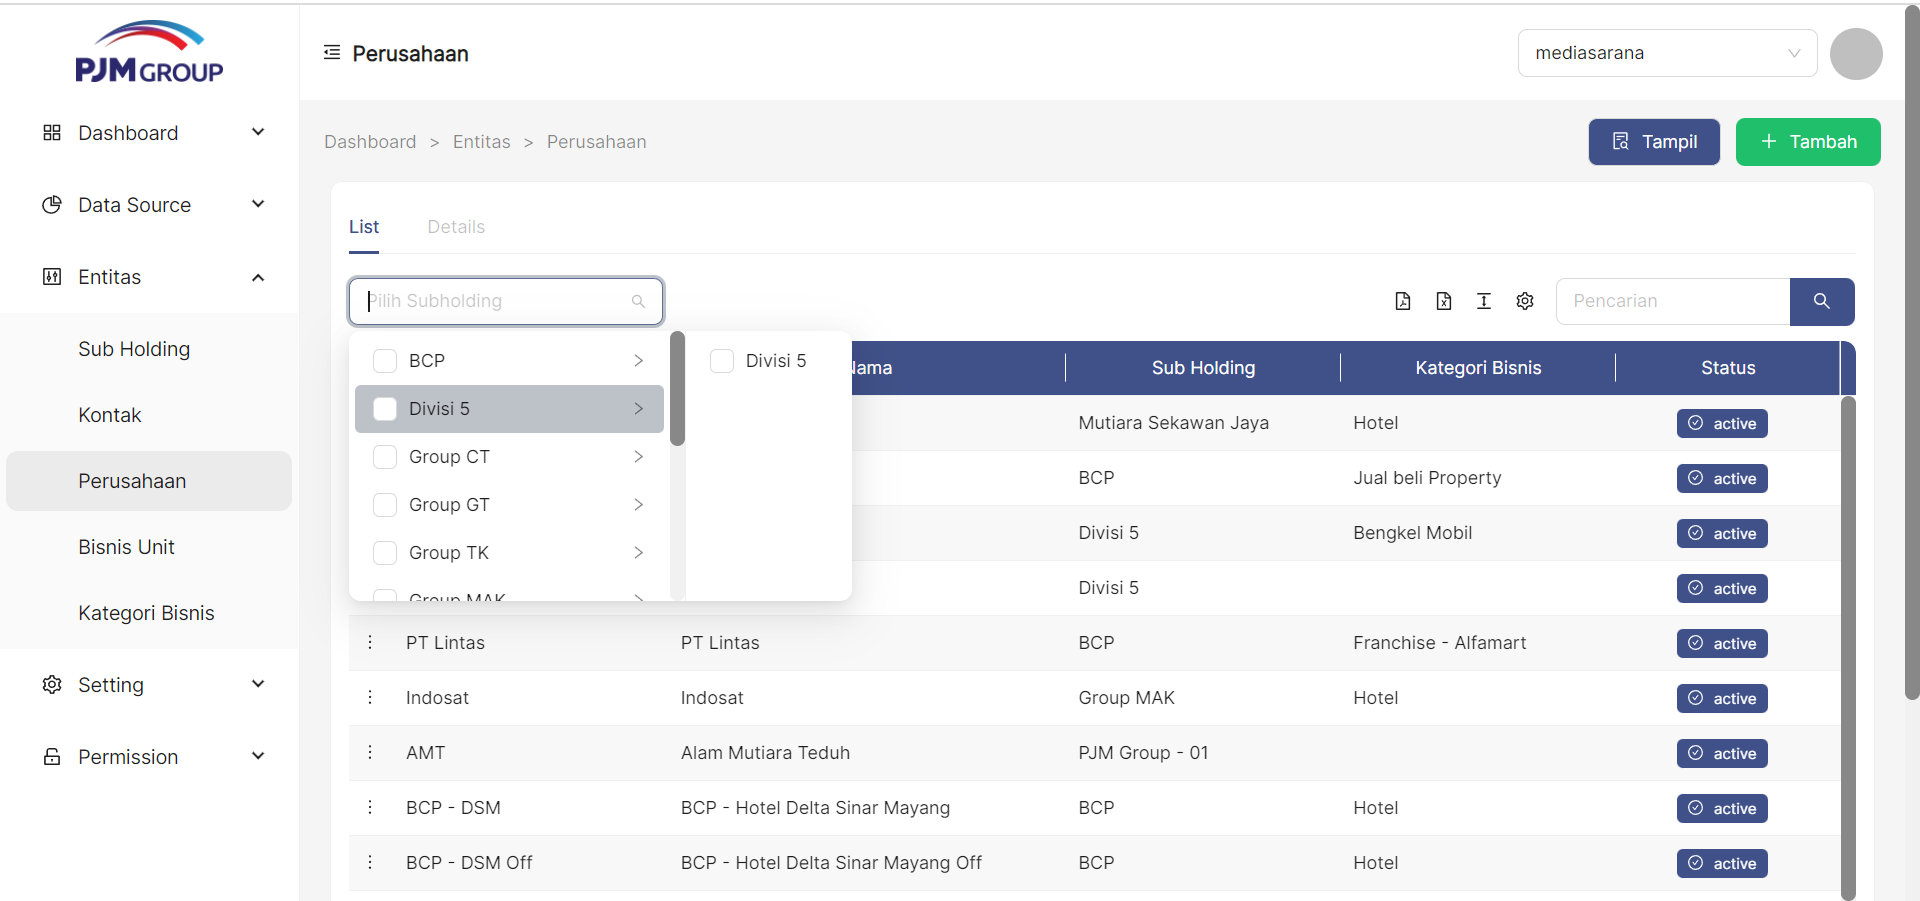 PJM GROUP
Perusahaan
mediasarana
Dashboard
Data Source
Entitas
Sub Holding
Kontak
Perusahaan
Bisnis Unit
Kategori Bisnis
Setting
Permission
Dashboard > Entitas > Perusahaan
Tampil
+ Tambah
List Details
Pilih Subholding
Pencarian
BCP
Divisi 5
Group CT
Group GT
Group TK
Group MAK
Divisi 5
Nama Sub Holding Kategori Bisnis Status
Mutiara Sekawan Jaya Hotel active
BCP Jual beli Property active
Divisi 5 Bengkel Mobil active
Divisi 5 active
PT Lintas PT Lintas BCP Franchise - Alfamart active
Indosat Indosat Group MAK Hotel active
AMT Alam Mutiara Teduh PJM Group - 01 active
BCP - DSM BCP - Hotel Delta Sinar Mayang BCP Hotel active
BCP - DSM Off BCP - Hotel Delta Sinar Mayang Off BCP Hotel active